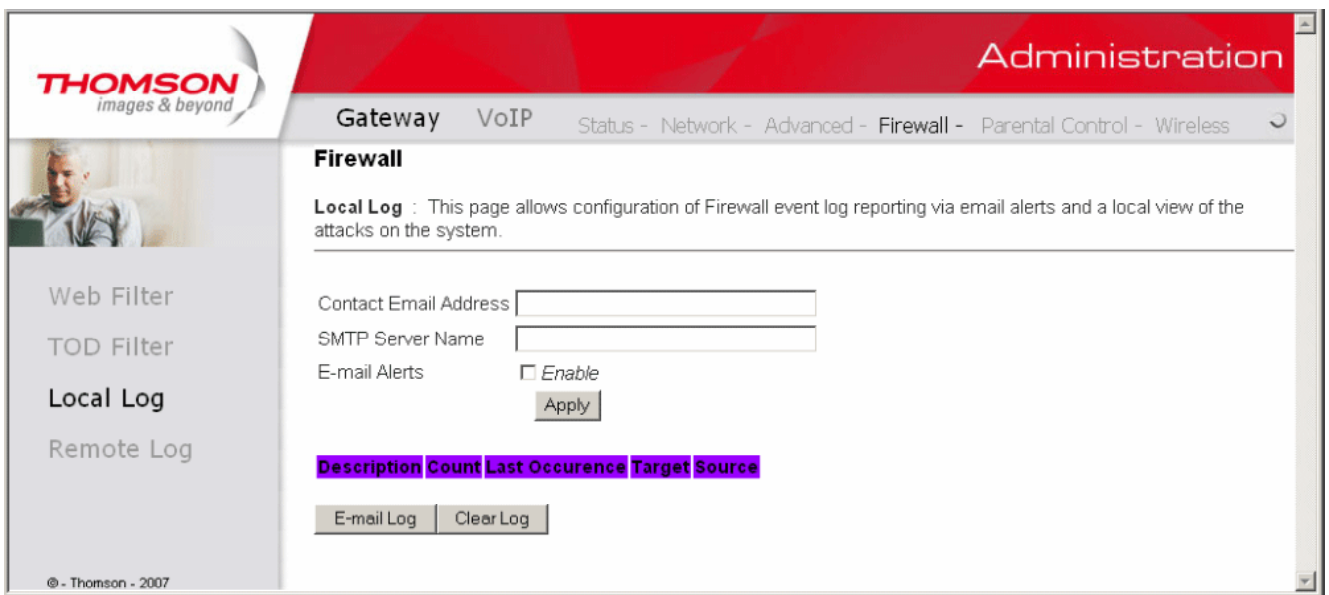 THOMSON
images & beyond
Administration
Gateway VoIP Status - Network - Advanced - Firewall - Parental Control - Wireless
Firewall
Local Log : This page allows configuration of Firewall event log reporting via email alerts and a local view of the
attacks on the system.
Web Filter
TOD Filter
Local Log
Remote Log
Contact Email Address
SMTP Server Name
E-mail Alerts Enable
Apply
Description Count Last Occurence Target Source
E-mail Log Clear Log
© - Thomson - 2007